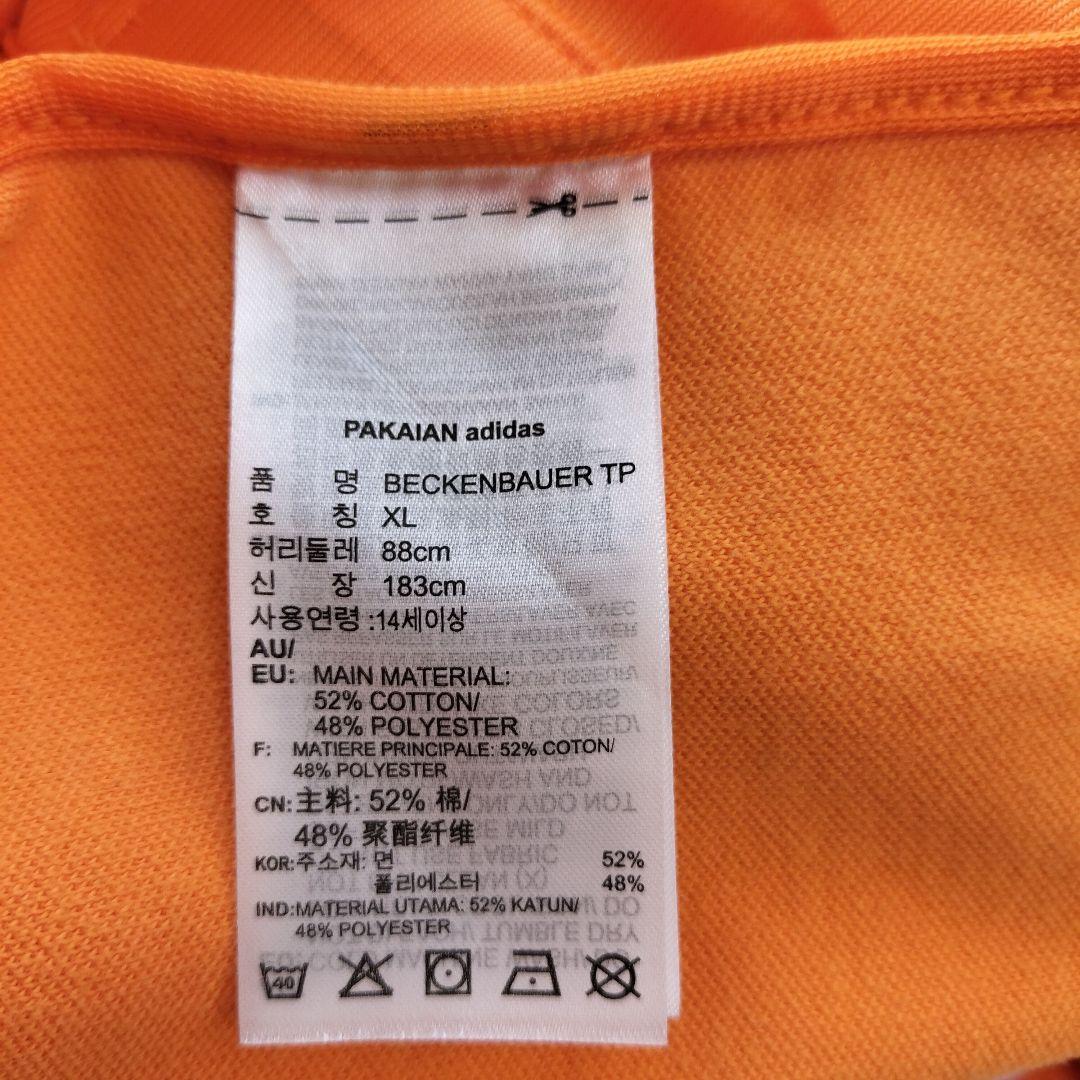 PAKAIAN adidas
품 명 BECKENBAUER TP
호 칭 XL
허리둘레 88cm
신 장 183cm
사용연령 :14세이상
AU/
EU: MAIN MATERIAL:
52% COTTON/
48% POLYESTER
F: MATIERE PRINCIPALE: 52% COTON/
48% POLYESTER
CN:主料: 52% 棉/
48% 聚酯纤维
KOR:주소재: 면 52%
폴리에스터 48%
IND:MATERIAL UTAMA: 52% KATUN/
48% POLYESTER
40